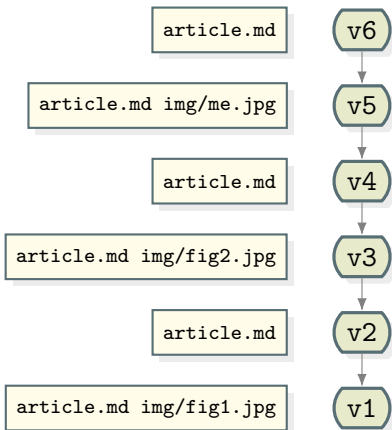 article.md v6
article.md img/me.jpg v5
article.md v4
article.md img/fig2.jpg v3
article.md v2
article.md img/fig1.jpg v1